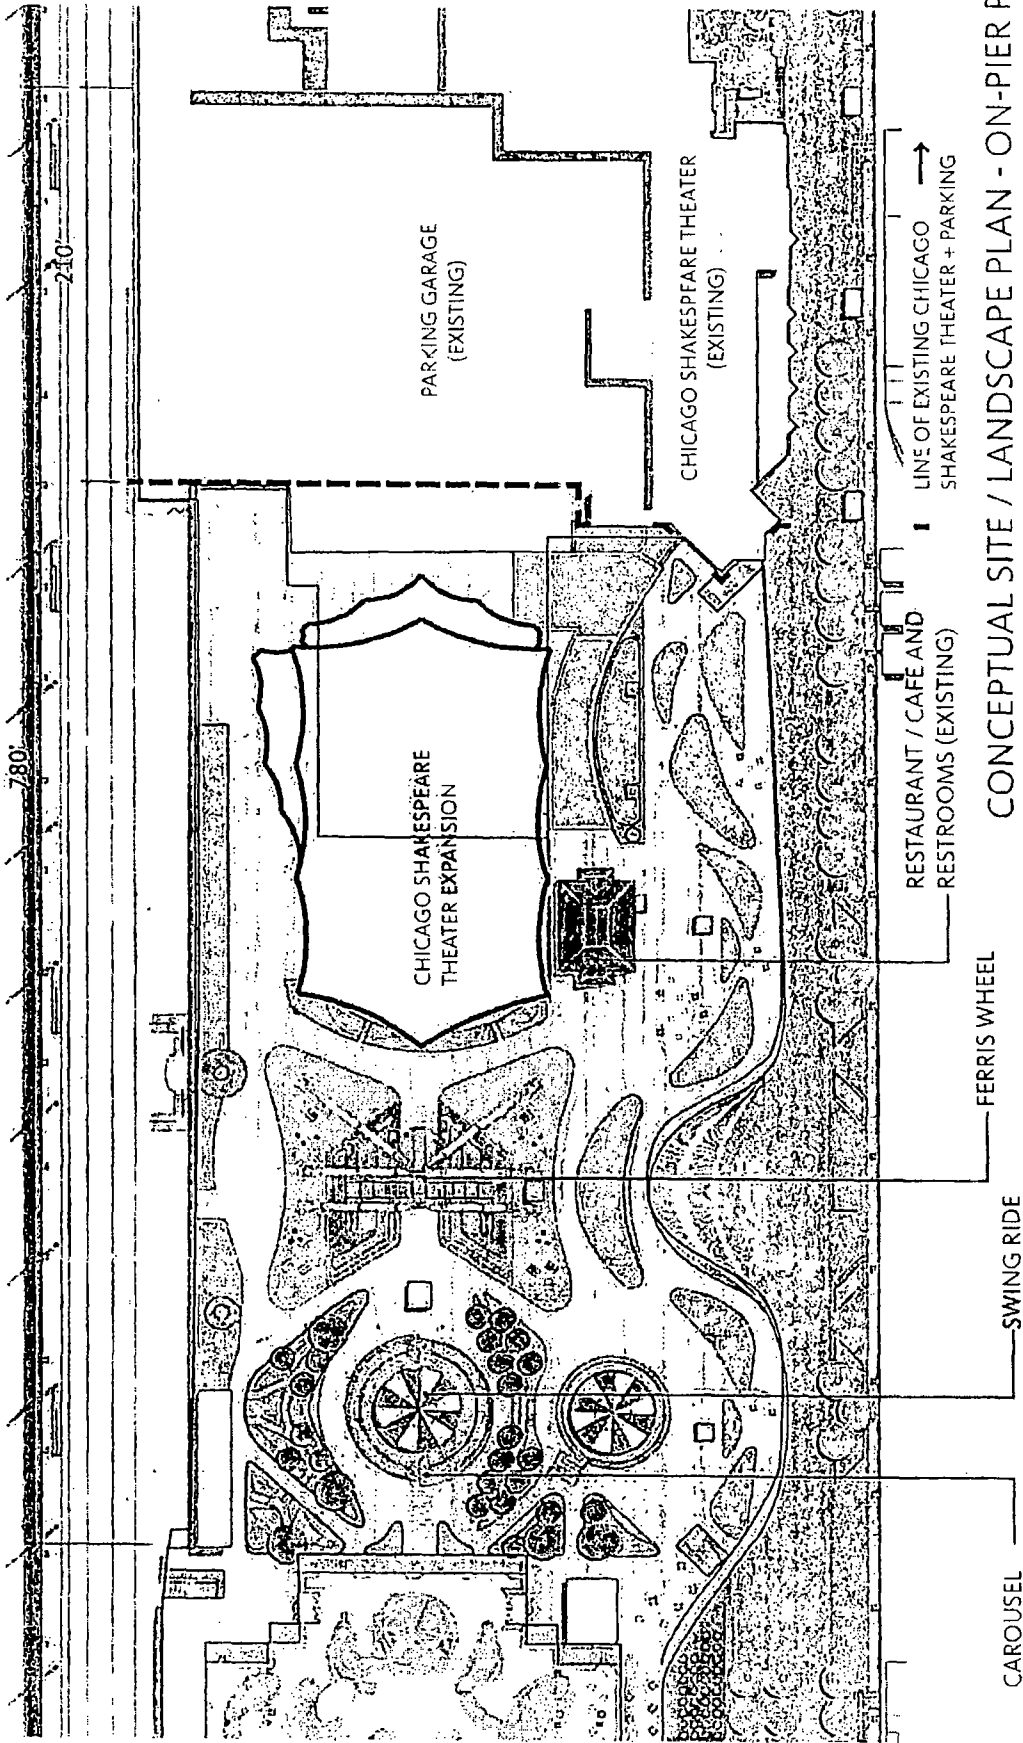 780'
210'
PARKING GARAGE
(EXISTING)
CHICAGO SHAKESPEARE THEATER
(EXISTING)
CHICAGO SHAKESPEARE
THEATER EXPANSION
LINE OF EXISTING CHICAGO
SHAKESPEARE THEATER + PARKING
RESTAURANT / CAFE AND
RESTROOMS (EXISTING)
FERRIS WHEEL
SWING RIDE
CAROUSEL
CONCEPTUAL SITE / LANDSCAPE PLAN - ON-PIER